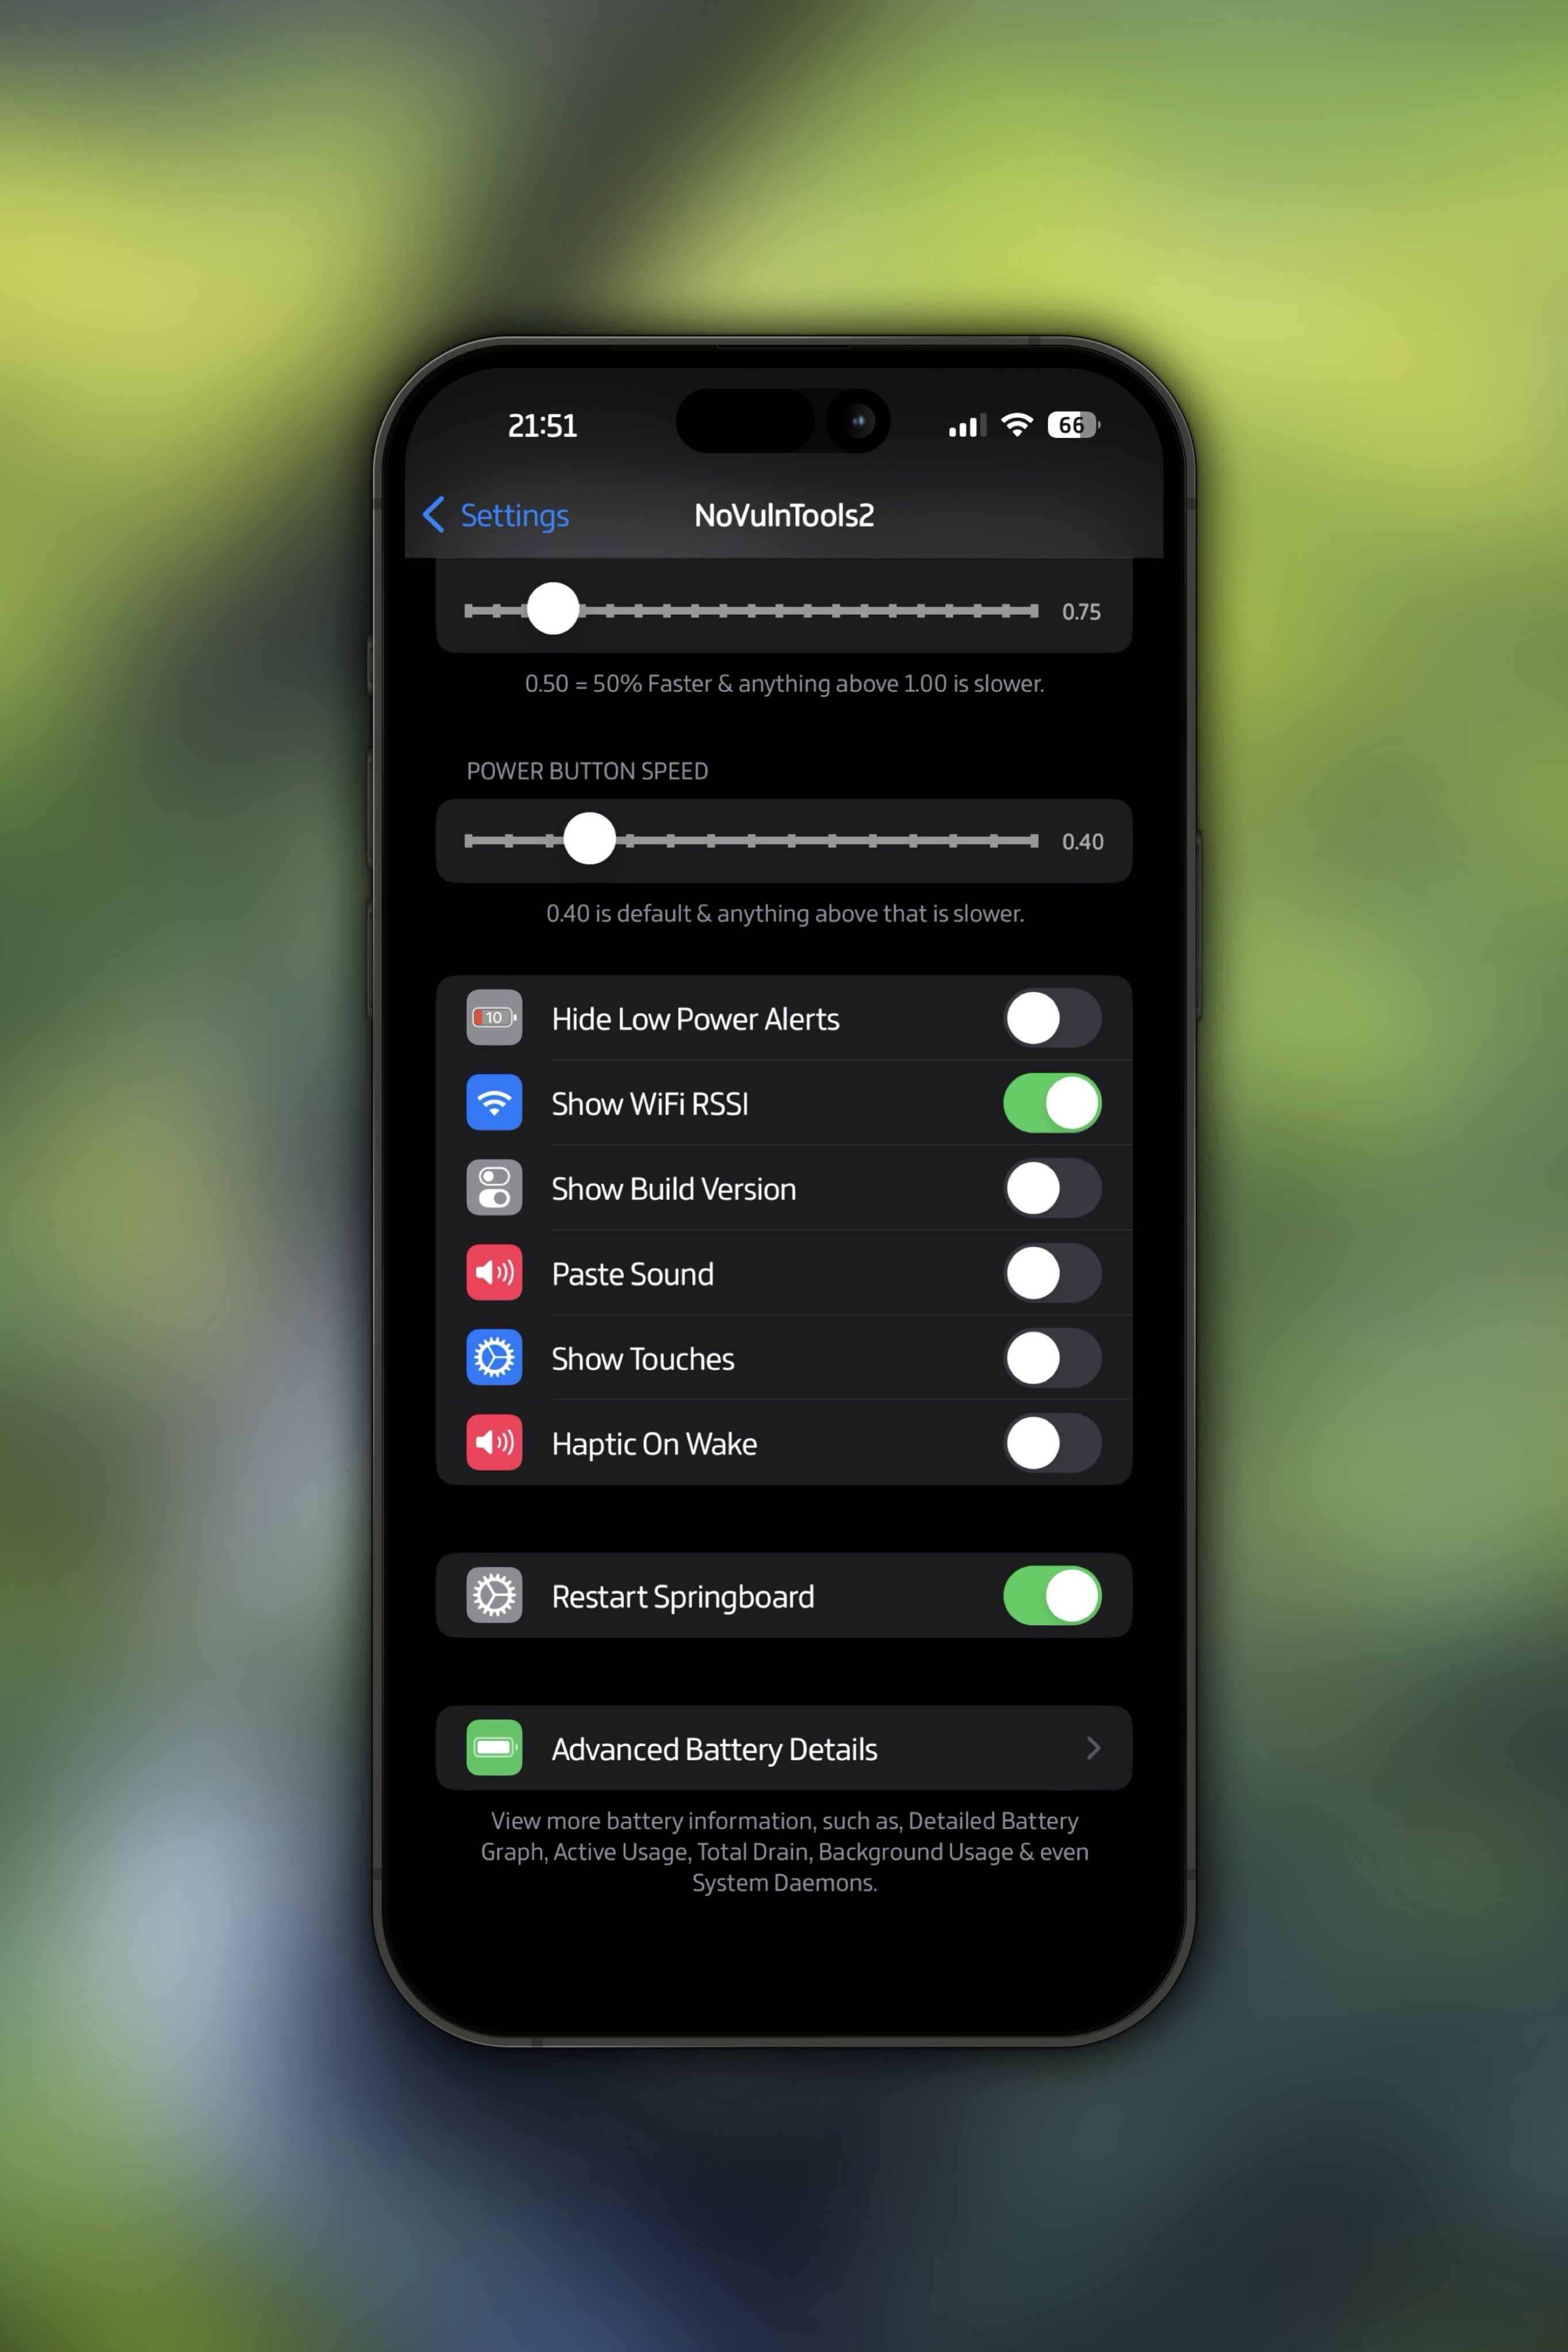 21:51
66
Settings
NoVulnTools2
0.75
0.50 = 50% Faster & anything above 1.00 is slower.
POWER BUTTON SPEED
0.40
0.40 is default & anything above that is slower.
10
Hide Low Power Alerts
Show WiFi RSSI
Show Build Version
Paste Sound
Show Touches
Haptic On Wake
Restart Springboard
Advanced Battery Details
View more battery information, such as, Detailed Battery
Graph, Active Usage, Total Drain, Background Usage & even
System Daemons.